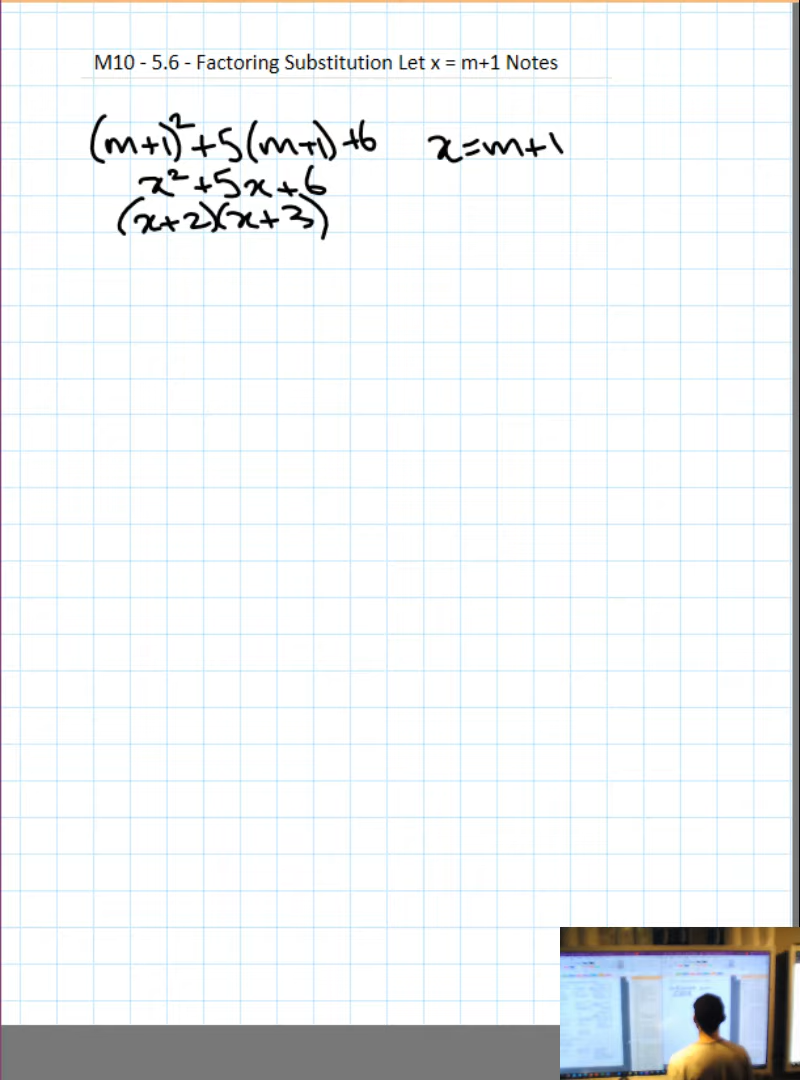 M10 - 5.6 - Factoring Substitution Let x = m+1 Notes
(m+1)²+5(m+1)+6 x=m+1
x²+5x+6
(x+2)(x+3)